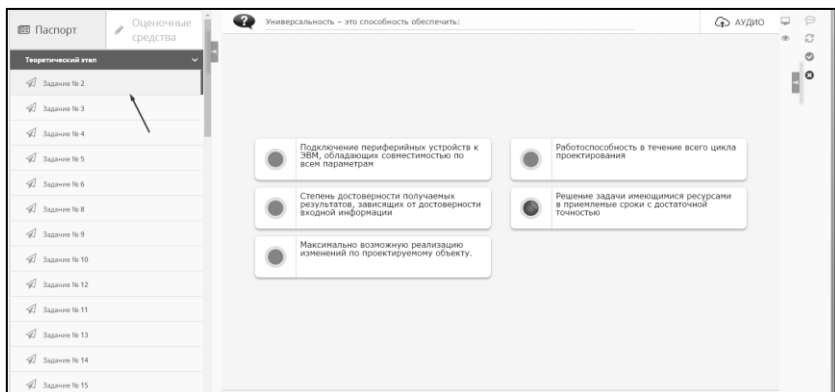 Паспорт
Оценочные
средства
Теоретический этап
Задание № 2
Задание № 3
Задание № 4
Задание № 5
Задание № 6
Задание № 8
Задание № 9
Задание № 10
Задание № 12
Задание № 11
Задание № 13
Задание № 14
Задание № 15
Универсальность – это способность обеспечить:
АУДИО
Подключение периферийных устройств к
ЭВМ, обладающих совместимостью по
всем параметрам
Работоспособность в течение всего цикла
проектирования
Степень достоверности получаемых
результатов, зависящих от достоверности
входной информации
Решение задачи имеющимися ресурсами
в приемлемые сроки с достаточной
точностью
Максимально возможную реализацию
изменений по проектируемому объекту.